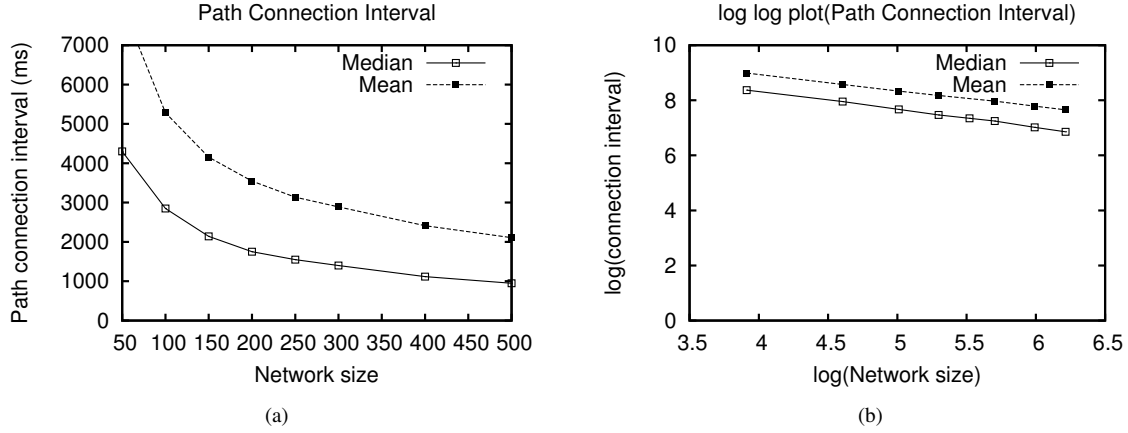 Path Connection Interval
Path connection interval (ms)
7000
6000
5000
4000
3000
2000
1000
0
Median
Mean
50 100 150 200 250 300 350 400 450 500
Network size
(a)
log log plot(Path Connection Interval)
log(connection interval)
10
8
6
4
2
0
Median
Mean
3.5 4 4.5 5 5.5 6 6.5
log(Network size)
(b)